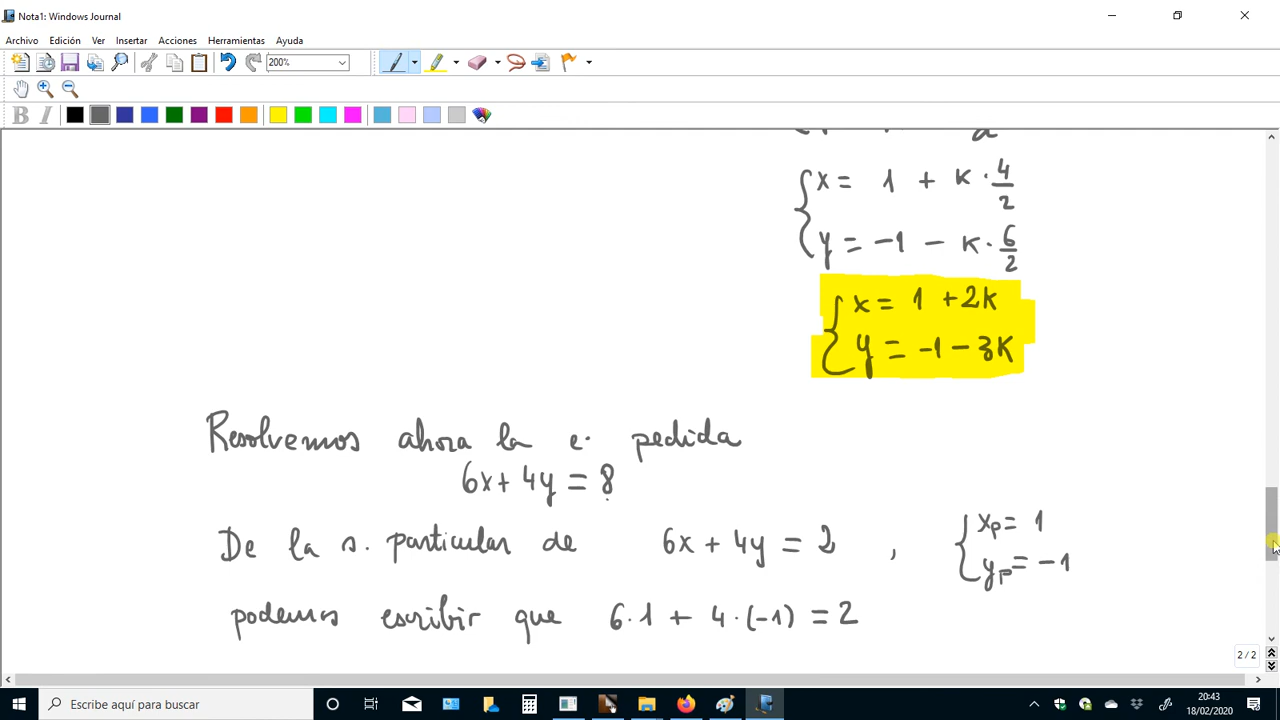 Nota1: Windows Journal
Archivo Edición Ver Insertar Acciones Herramientas Ayuda
200%
B I
x = 1 + K · 4/2
y = -1 - K · 6/2
x = 1 + 2K
y = -1 - 3K
Resolvemos ahora la e. pedida
6x + 4y = 8
De la s. particular de 6x + 4y = 2 , xp = 1
yp = -1
podemos escribir que 6·1 + 4·(-1) = 2
2 / 2
Escribe aquí para buscar
20:43
18/02/2020